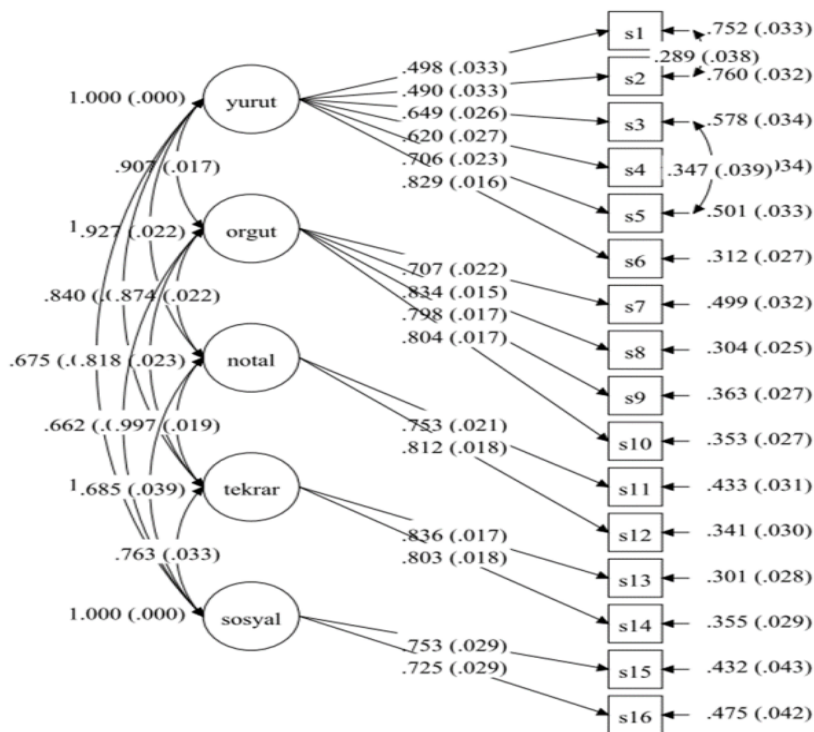 s1
.752 (.033)
.289 (.038)
.498 (.033)
s2
.760 (.032)
.490 (.033)
1.000 (.000)
yurut
.649 (.026)
s3
.578 (.034)
.620 (.027)
.706 (.023)
s4
.347 (.039)
.907 (.017)
.829 (.016)
s5
.501 (.033)
.927 (.022)
orgut
s6
.312 (.027)
.707 (.022)
.834 (.015)
s7
.499 (.032)
.840
.874 (.022)
.798 (.017)
.804 (.017)
s8
.304 (.025)
.675
.818 (.023)
notal
s9
.363 (.027)
.753 (.021)
.812 (.018)
s10
.353 (.027)
.662
.997 (.019)
s11
.433 (.031)
.685 (.039)
tekrar
s12
.341 (.030)
.836 (.017)
.803 (.018)
s13
.301 (.028)
.763 (.033)
s14
.355 (.029)
1.000 (.000)
sosyal
.753 (.029)
.725 (.029)
s15
.432 (.043)
s16
.475 (.042)